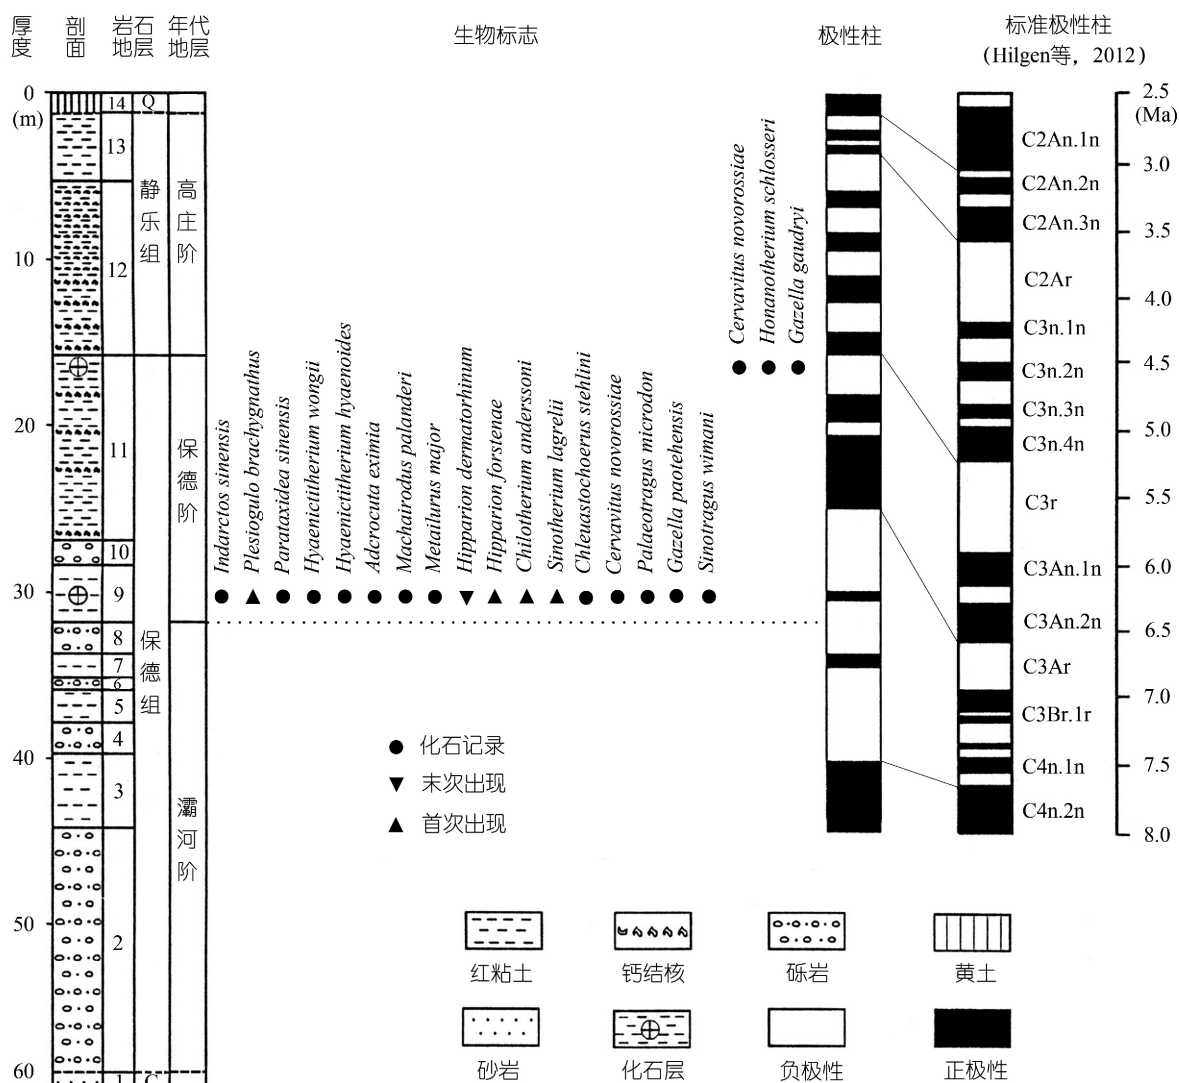 厚度 剖面 岩石地层 年代地层 生物标志 极性柱 标准极性柱
(Hilgen等，2012)
0
(m)
10
20
30
40
50
60
14
13
12
11
10
9
8
7
6
5
4
3
2
1
Q
静乐组
保德组
C
高庄阶
保德阶
灞河阶
Indarctos sinensis
Plesiogulo brachygnathus
Parataxidea sinensis
Hyaenictitherium wongii
Hyaenictitherium hyaenoides
Adcrocuta eximia
Machairodus palanderi
Metailurus major
Hipparion dermatorhinum
Hipparion forstenae
Chilotherium anderssoni
Sinotherium lagrelii
Chleuastochoerus stehlini
Cervavitus novorossiae
Palaeotragus microdon
Gazella paotehensis
Sinotragus wimani
Cervavitus novorossiae
Honanotherium schlosseri
Gazella gaudryi
C2An.1n
C2An.2n
C2An.3n
C2Ar
C3n.1n
C3n.2n
C3n.3n
C3n.4n
C3r
C3An.1n
C3An.2n
C3Ar
C3Br.1r
C4n.1n
C4n.2n
2.5
(Ma)
3.0
3.5
4.0
4.5
5.0
5.5
6.0
6.5
7.0
7.5
8.0
化石记录
末次出现
首次出现
红粘土 钙结核 砾岩 黄土
砂岩 化石层 负极性 正极性